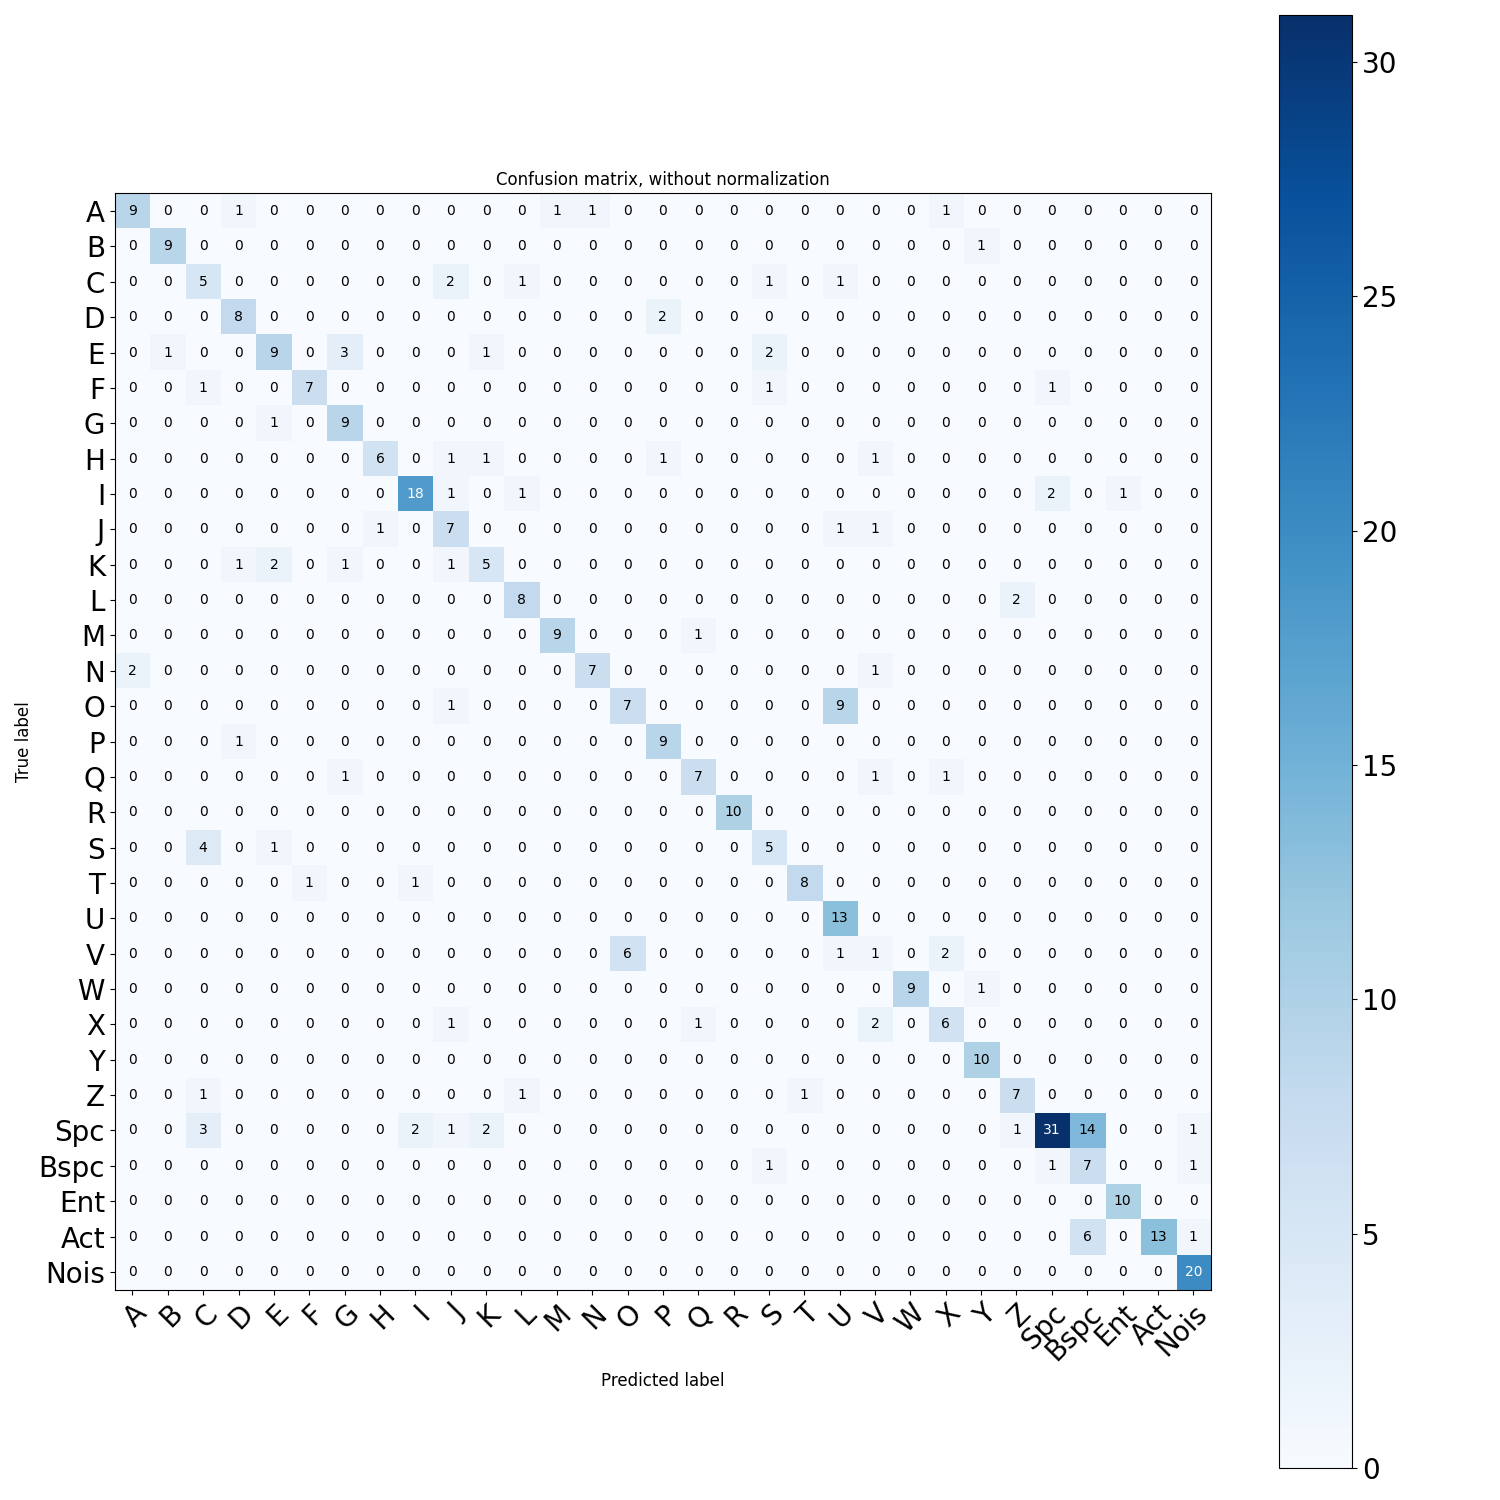 Confusion matrix, without normalization
A 9 0 0 1 0 0 0 0 0 0 0 0 1 1 0 0 0 0 0 0 0 0 0 1 0 0 0 0 0 0 0
B 0 9 0 0 0 0 0 0 0 0 0 0 0 0 0 0 0 0 0 0 0 0 0 0 1 0 0 0 0 0 0
C 0 0 5 0 0 0 0 0 0 2 0 1 0 0 0 0 0 0 1 0 1 0 0 0 0 0 0 0 0 0 0
D 0 0 0 8 0 0 0 0 0 0 0 0 0 0 0 2 0 0 0 0 0 0 0 0 0 0 0 0 0 0 0
E 0 1 0 0 9 0 3 0 0 0 1 0 0 0 0 0 0 0 2 0 0 0 0 0 0 0 0 0 0 0 0
F 0 0 1 0 0 7 0 0 0 0 0 0 0 0 0 0 0 0 1 0 0 0 0 0 0 0 1 0 0 0 0
G 0 0 0 0 1 0 9 0 0 0 0 0 0 0 0 0 0 0 0 0 0 0 0 0 0 0 0 0 0 0 0
H 0 0 0 0 0 0 0 6 0 1 1 0 0 0 0 1 0 0 0 0 0 1 0 0 0 0 0 0 0 0 0
I 0 0 0 0 0 0 0 0 18 1 0 1 0 0 0 0 0 0 0 0 0 0 0 0 0 0 2 0 1 0 0
J 0 0 0 0 0 0 0 1 0 7 0 0 0 0 0 0 0 0 0 0 1 1 0 0 0 0 0 0 0 0 0
K 0 0 0 1 2 0 1 0 0 1 5 0 0 0 0 0 0 0 0 0 0 0 0 0 0 0 0 0 0 0 0
L 0 0 0 0 0 0 0 0 0 0 0 8 0 0 0 0 0 0 0 0 0 0 0 0 0 2 0 0 0 0 0
M 0 0 0 0 0 0 0 0 0 0 0 0 9 0 0 0 1 0 0 0 0 0 0 0 0 0 0 0 0 0 0
N 2 0 0 0 0 0 0 0 0 0 0 0 0 7 0 0 0 0 0 0 0 1 0 0 0 0 0 0 0 0 0
O 0 0 0 0 0 0 0 0 0 1 0 0 0 0 7 0 0 0 0 0 9 0 0 0 0 0 0 0 0 0 0
P 0 0 0 1 0 0 0 0 0 0 0 0 0 0 0 9 0 0 0 0 0 0 0 0 0 0 0 0 0 0 0
Q 0 0 0 0 0 0 1 0 0 0 0 0 0 0 0 0 7 0 0 0 0 1 0 1 0 0 0 0 0 0 0
R 0 0 0 0 0 0 0 0 0 0 0 0 0 0 0 0 0 10 0 0 0 0 0 0 0 0 0 0 0 0 0
S 0 0 4 0 1 0 0 0 0 0 0 0 0 0 0 0 0 0 5 0 0 0 0 0 0 0 0 0 0 0 0
T 0 0 0 0 0 1 0 0 1 0 0 0 0 0 0 0 0 0 0 8 0 0 0 0 0 0 0 0 0 0 0
U 0 0 0 0 0 0 0 0 0 0 0 0 0 0 0 0 0 0 0 0 13 0 0 0 0 0 0 0 0 0 0
V 0 0 0 0 0 0 0 0 0 0 0 0 0 0 6 0 0 0 0 0 1 1 0 2 0 0 0 0 0 0 0
W 0 0 0 0 0 0 0 0 0 0 0 0 0 0 0 0 0 0 0 0 0 0 9 0 1 0 0 0 0 0 0
X 0 0 0 0 0 0 0 0 0 1 0 0 0 0 0 0 1 0 0 0 0 2 0 6 0 0 0 0 0 0 0
Y 0 0 0 0 0 0 0 0 0 0 0 0 0 0 0 0 0 0 0 0 0 0 0 0 10 0 0 0 0 0 0
Z 0 0 1 0 0 0 0 0 0 0 0 1 0 0 0 0 0 0 0 1 0 0 0 0 0 7 0 0 0 0 0
Spc 0 0 3 0 0 0 0 0 2 1 2 0 0 0 0 0 0 0 0 0 0 0 0 0 0 1 31 14 0 0 1
Bspc 0 0 0 0 0 0 0 0 0 0 0 0 0 0 0 0 0 0 1 0 0 0 0 0 0 0 1 7 0 0 1
Ent 0 0 0 0 0 0 0 0 0 0 0 0 0 0 0 0 0 0 0 0 0 0 0 0 0 0 0 0 10 0 0
Act 0 0 0 0 0 0 0 0 0 0 0 0 0 0 0 0 0 0 0 0 0 0 0 0 0 0 0 6 0 13 1
Nois 0 0 0 0 0 0 0 0 0 0 0 0 0 0 0 0 0 0 0 0 0 0 0 0 0 0 0 0 0 0 20
A B C D E F G H I J K L M N O P Q R S T U V W X Y Z Spc Bspc Ent Act Nois
Predicted label
True label
30
25
20
15
10
5
0